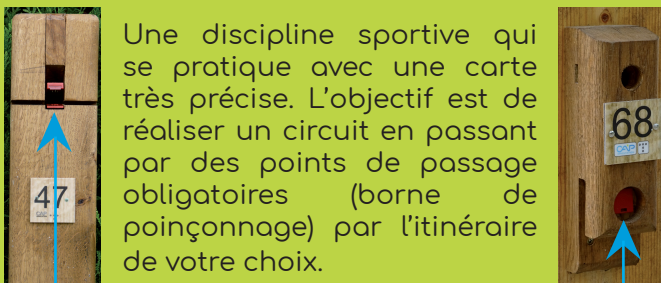 Une discipline sportive qui
se pratique avec une carte
très précise. L'objectif est de
réaliser un circuit en passant
par des points de passage
obligatoires (borne de
poinçonnage) par l'itinéraire
de votre choix.
47
68